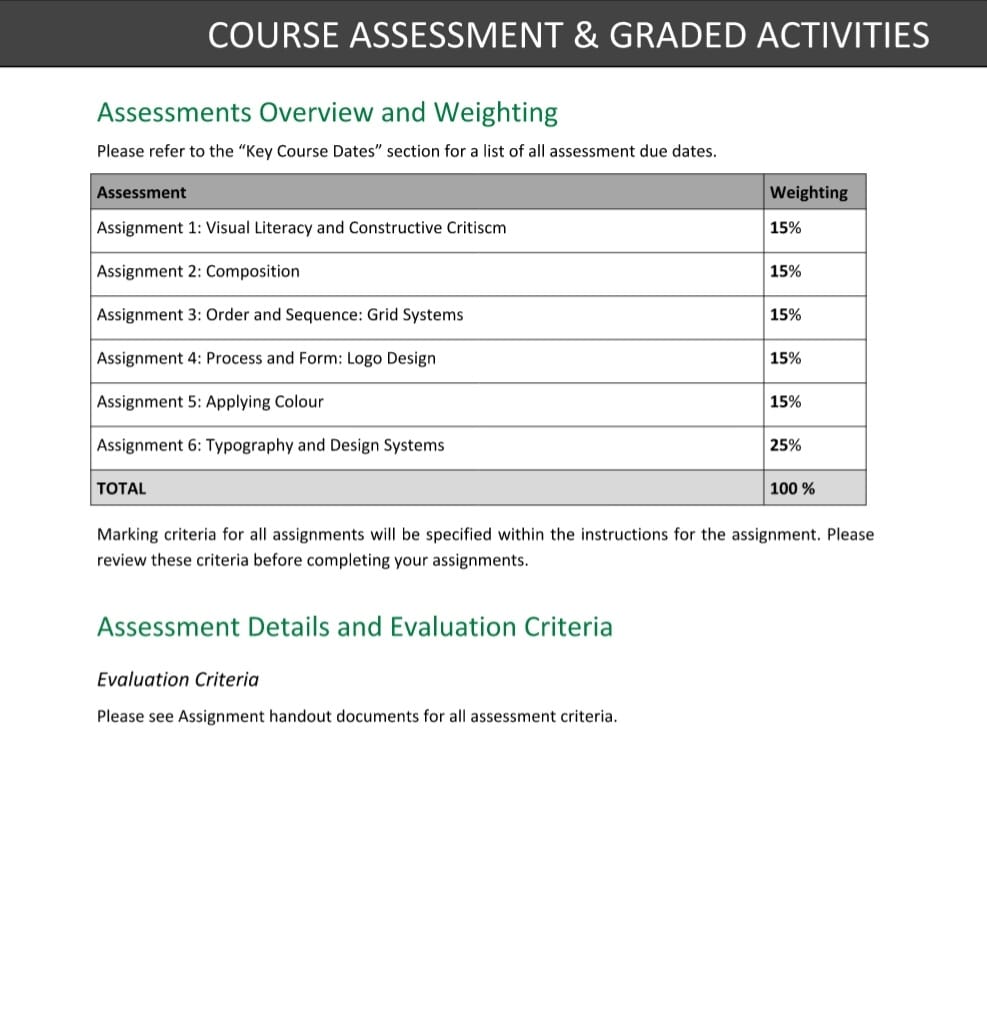 COURSE ASSESSMENT & GRADED ACTIVITIES
Assessments Overview and Weighting
Please refer to the “Key Course Dates” section for a list of all assessment due dates.
Assessment Weighting
Assignment 1: Visual Literacy and Constructive Critiscm 15%
Assignment 2: Composition 15%
Assignment 3: Order and Sequence: Grid Systems 15%
Assignment 4: Process and Form: Logo Design 15%
Assignment 5: Applying Colour 15%
Assignment 6: Typography and Design Systems 25%
TOTAL 100 %
Marking criteria for all assignments will be specified within the instructions for the assignment. Please
review these criteria before completing your assignments.
Assessment Details and Evaluation Criteria
Evaluation Criteria
Please see Assignment handout documents for all assessment criteria.